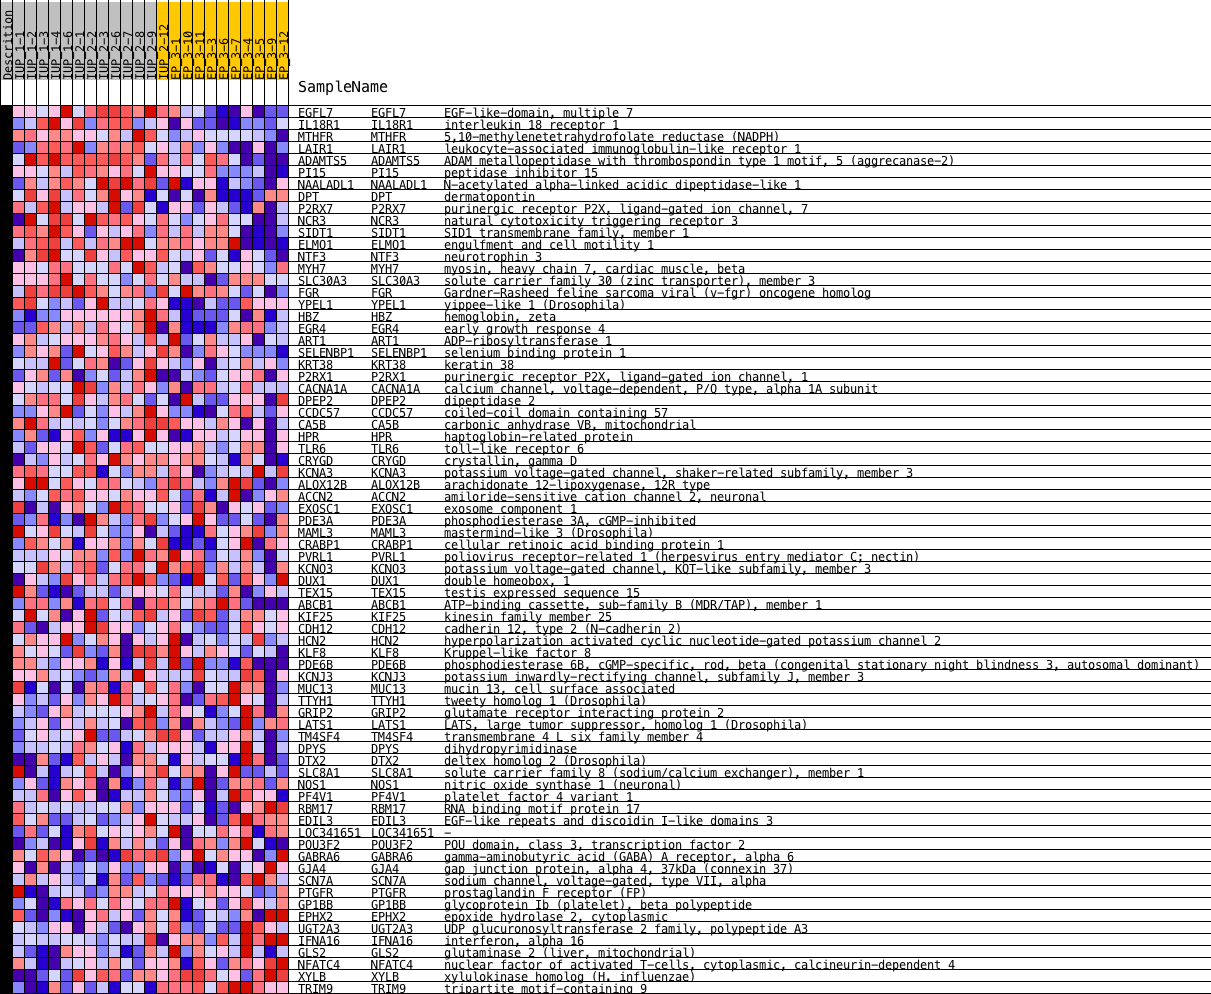 Descrition
IUP_1-1
IUP_1-2
IUP_1-3
IUP_1-4
IUP_1-6
IUP_2-1
IUP_2-2
IUP_2-3
IUP_2-6
IUP_2-7
IUP_2-8
IUP_2-9
IUP_2-12
EP_3-1
EP_3-10
EP_3-11
EP_3-3
EP_3-6
EP_3-7
EP_3-4
EP_3-5
EP_3-9
EP_3-12
SampleName
EGFL7 EGFL7 EGF-like-domain, multiple 7
IL18R1 IL18R1 interleukin 18 receptor 1
MTHFR MTHFR 5,10-methylenetetrahydrofolate reductase (NADPH)
LAIR1 LAIR1 leukocyte-associated immunoglobulin-like receptor 1
ADAMTS5 ADAMTS5 ADAM metallopeptidase with thrombospondin type 1 motif, 5 (aggrecanase-2)
PI15 PI15 peptidase inhibitor 15
NAALADL1 NAALADL1 N-acetylated alpha-linked acidic dipeptidase-like 1
DPT DPT dermatopontin
P2RX7 P2RX7 purinergic receptor P2X, ligand-gated ion channel, 7
NCR3 NCR3 natural cytotoxicity triggering receptor 3
SIDT1 SIDT1 SID1 transmembrane family, member 1
ELMO1 ELMO1 engulfment and cell motility 1
NTF3 NTF3 neurotrophin 3
MYH7 MYH7 myosin, heavy chain 7, cardiac muscle, beta
SLC30A3 SLC30A3 solute carrier family 30 (zinc transporter), member 3
FGR FGR Gardner-Rasheed feline sarcoma viral (v-fgr) oncogene homolog
YPEL1 YPEL1 yippee-like 1 (Drosophila)
HBZ HBZ hemoglobin, zeta
EGR4 EGR4 early growth response 4
ART1 ART1 ADP-ribosyltransferase 1
SELENBP1 SELENBP1 selenium binding protein 1
KRT38 KRT38 keratin 38
P2RX1 P2RX1 purinergic receptor P2X, ligand-gated ion channel, 1
CACNA1A CACNA1A calcium channel, voltage-dependent, P/Q type, alpha 1A subunit
DPEP2 DPEP2 dipeptidase 2
CCDC57 CCDC57 coiled-coil domain containing 57
CA5B CA5B carbonic anhydrase VB, mitochondrial
HPR HPR haptoglobin-related protein
TLR6 TLR6 toll-like receptor 6
CRYGD CRYGD crystallin, gamma D
KCNA3 KCNA3 potassium voltage-gated channel, shaker-related subfamily, member 3
ALOX12B ALOX12B arachidonate 12-lipoxygenase, 12R type
ACCN2 ACCN2 amiloride-sensitive cation channel 2, neuronal
EXOSC1 EXOSC1 exosome component 1
PDE3A PDE3A phosphodiesterase 3A, cGMP-inhibited
MAML3 MAML3 mastermind-like 3 (Drosophila)
CRABP1 CRABP1 cellular retinoic acid binding protein 1
PVRL1 PVRL1 poliovirus receptor-related 1 (herpesvirus entry mediator C; nectin)
KCNQ3 KCNQ3 potassium voltage-gated channel, KQT-like subfamily, member 3
DUX1 DUX1 double homeobox, 1
TEX15 TEX15 testis expressed sequence 15
ABCB1 ABCB1 ATP-binding cassette, sub-family B (MDR/TAP), member 1
KIF25 KIF25 kinesin family member 25
CDH12 CDH12 cadherin 12, type 2 (N-cadherin 2)
HCN2 HCN2 hyperpolarization activated cyclic nucleotide-gated potassium channel 2
KLF8 KLF8 Kruppel-like factor 8
PDE6B PDE6B phosphodiesterase 6B, cGMP-specific, rod, beta (congenital stationary night blindness 3, autosomal dominant)
KCNJ3 KCNJ3 potassium inwardly-rectifying channel, subfamily J, member 3
MUC13 MUC13 mucin 13, cell surface associated
TTYH1 TTYH1 tweety homolog 1 (Drosophila)
GRIP2 GRIP2 glutamate receptor interacting protein 2
LATS1 LATS1 LATS, large tumor suppressor, homolog 1 (Drosophila)
TM4SF4 TM4SF4 transmembrane 4 L six family member 4
DPYS DPYS dihydropyrimidinase
DTX2 DTX2 deltex homolog 2 (Drosophila)
SLC8A1 SLC8A1 solute carrier family 8 (sodium/calcium exchanger), member 1
NOS1 NOS1 nitric oxide synthase 1 (neuronal)
PF4V1 PF4V1 platelet factor 4 variant 1
RBM17 RBM17 RNA binding motif protein 17
EDIL3 EDIL3 EGF-like repeats and discoidin I-like domains 3
LOC341651 LOC341651 -
POU3F2 POU3F2 POU domain, class 3, transcription factor 2
GABRA6 GABRA6 gamma-aminobutyric acid (GABA) A receptor, alpha 6
GJA4 GJA4 gap junction protein, alpha 4, 37kDa (connexin 37)
SCN7A SCN7A sodium channel, voltage-gated, type VII, alpha
PTGFR PTGFR prostaglandin F receptor (FP)
GP1BB GP1BB glycoprotein Ib (platelet), beta polypeptide
EPHX2 EPHX2 epoxide hydrolase 2, cytoplasmic
UGT2A3 UGT2A3 UDP glucuronosyltransferase 2 family, polypeptide A3
IFNA16 IFNA16 interferon, alpha 16
GLS2 GLS2 glutaminase 2 (liver, mitochondrial)
NFATC4 NFATC4 nuclear factor of activated T-cells, cytoplasmic, calcineurin-dependent 4
XYLB XYLB xylulokinase homolog (H. influenzae)
TRIM9 TRIM9 tripartite motif-containing 9